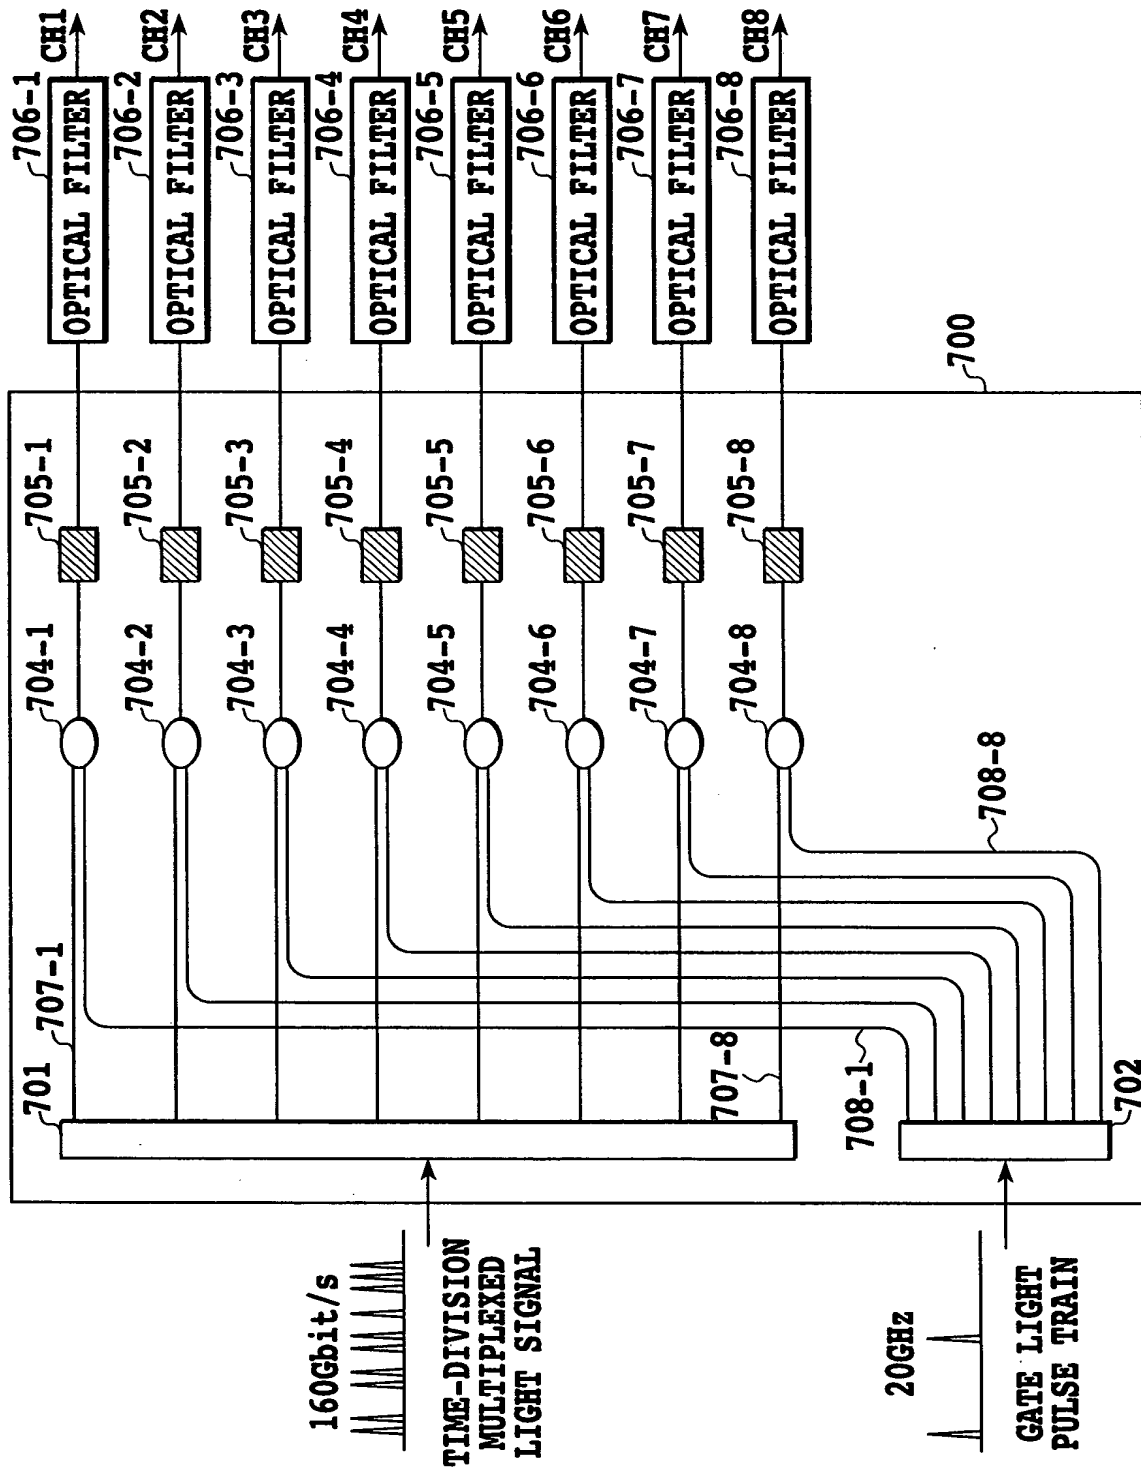 706-1
CH1
OPTICAL FILTER
706-2
CH2
OPTICAL FILTER
706-3
CH3
OPTICAL FILTER
706-4
CH4
OPTICAL FILTER
706-5
CH5
OPTICAL FILTER
706-6
CH6
OPTICAL FILTER
706-7
CH7
OPTICAL FILTER
706-8
CH8
OPTICAL FILTER
700
705-1
705-2
705-3
705-4
705-5
705-6
705-7
705-8
704-1
704-2
704-3
704-4
704-5
704-6
704-7
704-8
708-8
701
707-1
707-8
708-1
702
160Gbit/s
TIME-DIVISION
MULTIPLEXED
LIGHT SIGNAL
20GHz
GATE LIGHT
PULSE TRAIN